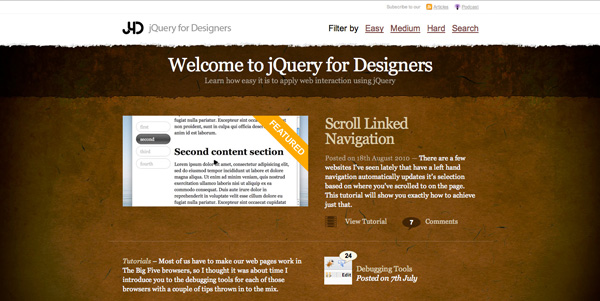 Subscribe to our Articles Podcast
J4D jQuery for Designers
Filter by Easy Medium Hard Search
Welcome to jQuery for Designers
Learn how easy it is to apply web interaction using jQuery
fugiat nulla pariatur. Excepteur sint occaecat
non proident, sunt in culpa qui officia deserunt
anim id est laborum.
first
second
third
fourth
Second content section
Lorem ipsum dolor sit amet, consectetur adipisicing
sed do eiusmod tempor incididunt ut labore et dolore
magna aliqua. Ut enim ad minim veniam, quis nostrud
exercitation ullamco laboris nisi ut aliquip ex ea
commodo consequat. Duis aute irure dolor in
reprehenderit in voluptate velit esse cillum dolore
fugiat nulla pariatur. Excepteur sint occaecat cupidatat
FEATURED
Scroll Linked
Navigation
Posted on 18th August 2010 — There are a few
websites I've seen lately that have a left hand
navigation automatically updates it's selection
based on where you've scrolled to on the page.
This tutorial will show you exactly how to achieve
just that.
View Tutorial 7 Comments
Tutorials – Most of us have to make our web pages work in
The Big Five browsers, so I thought it was about time I
introduce you to the debugging tools for each of those
browsers with a couple of tips thrown in to the mix.
24
Edit
Debugging Tools
Posted on 7th July